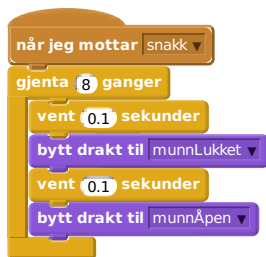 når jeg mottar snakk
gjenta 8 ganger
vent 0.1 sekunder
bytt drakt til munnLukket
vent 0.1 sekunder
bytt drakt til munnÅpen